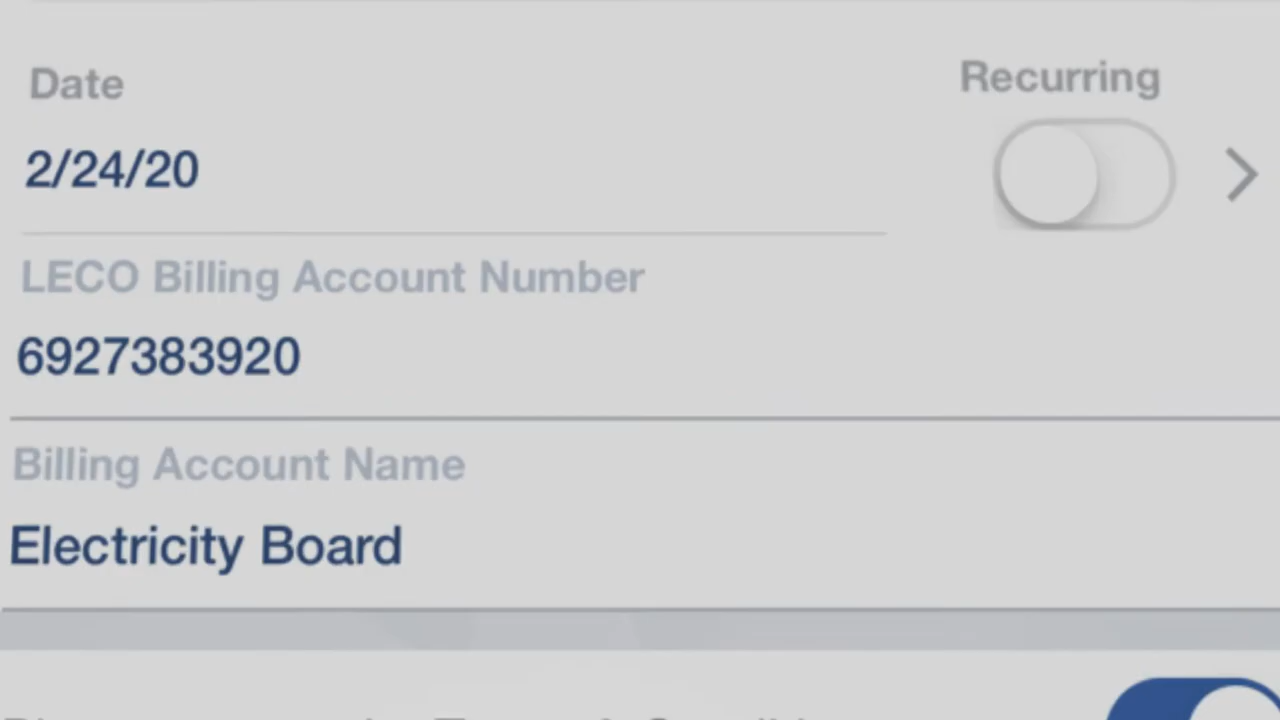 Date
Recurring
2/24/20
LECO Billing Account Number
6927383920
Billing Account Name
Electricity Board